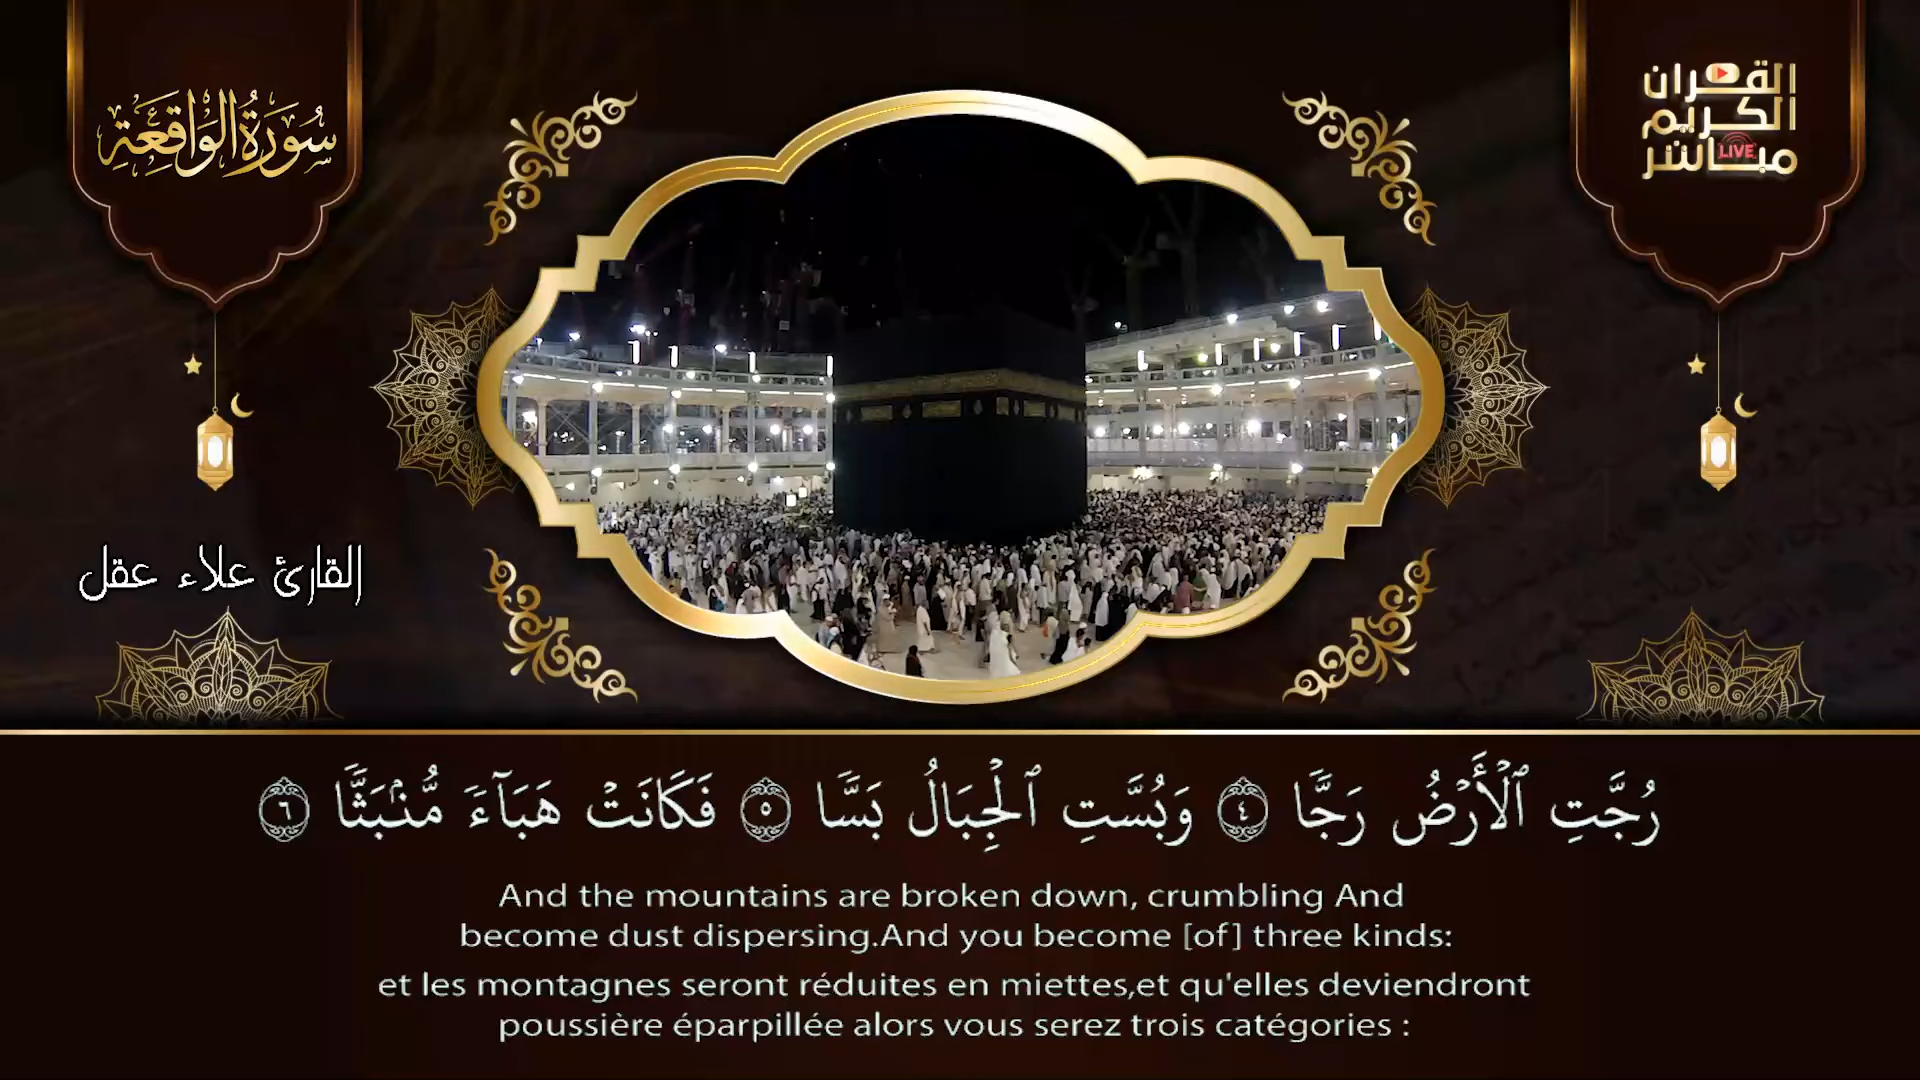 سُورَةُ الوَاقِعَة
القرآن
الكريم
مباشر
LIVE
القارئ علاء عقل
رُجَّتِ ٱلْأَرْضُ رَجًّا ٤ وَبُسَّتِ ٱلْجِبَالُ بَسًّا ٥ فَكَانَتْ هَبَآءً مُّنۢبَثًّا ٦
And the mountains are broken down, crumbling And
become dust dispersing.And you become [of] three kinds:
et les montagnes seront réduites en miettes,et qu'elles deviendront
poussière éparpillée alors vous serez trois catégories :